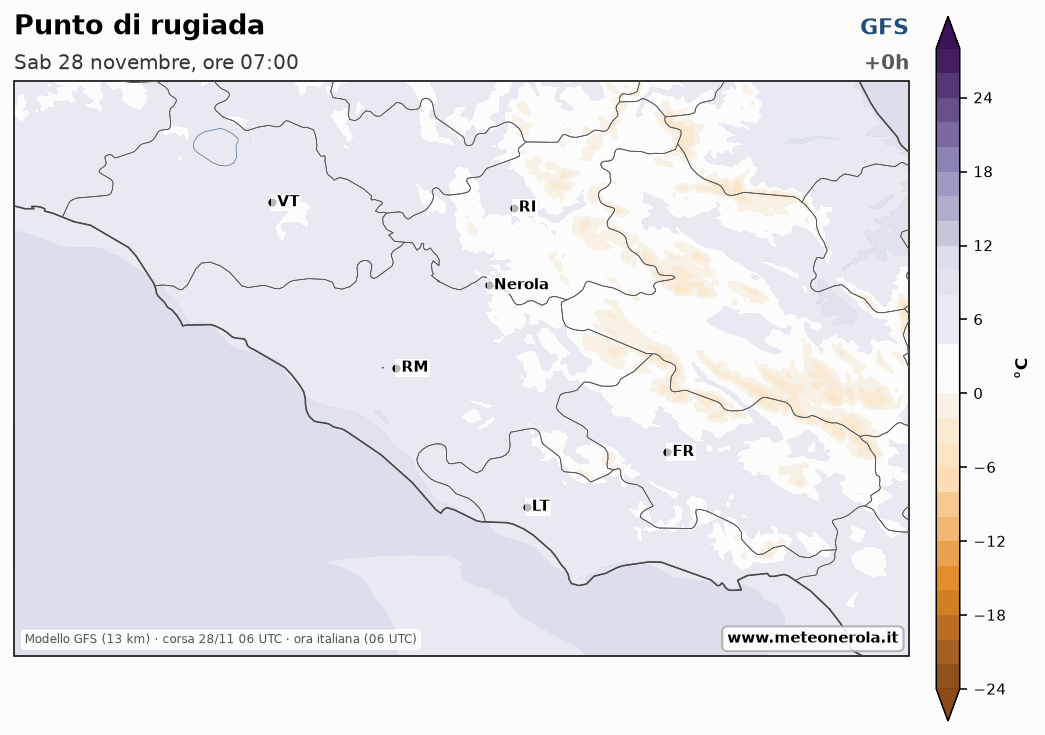 Punto di rugiada
GFS
Sab 28 novembre, ore 07:00
+0h
VT
RI
Nerola
RM
FR
LT
Modello GFS (13 km) · corsa 28/11 06 UTC · ora italiana (06 UTC)
www.meteonerola.it
24
18
12
6
0
−6
−12
−18
−24
°C